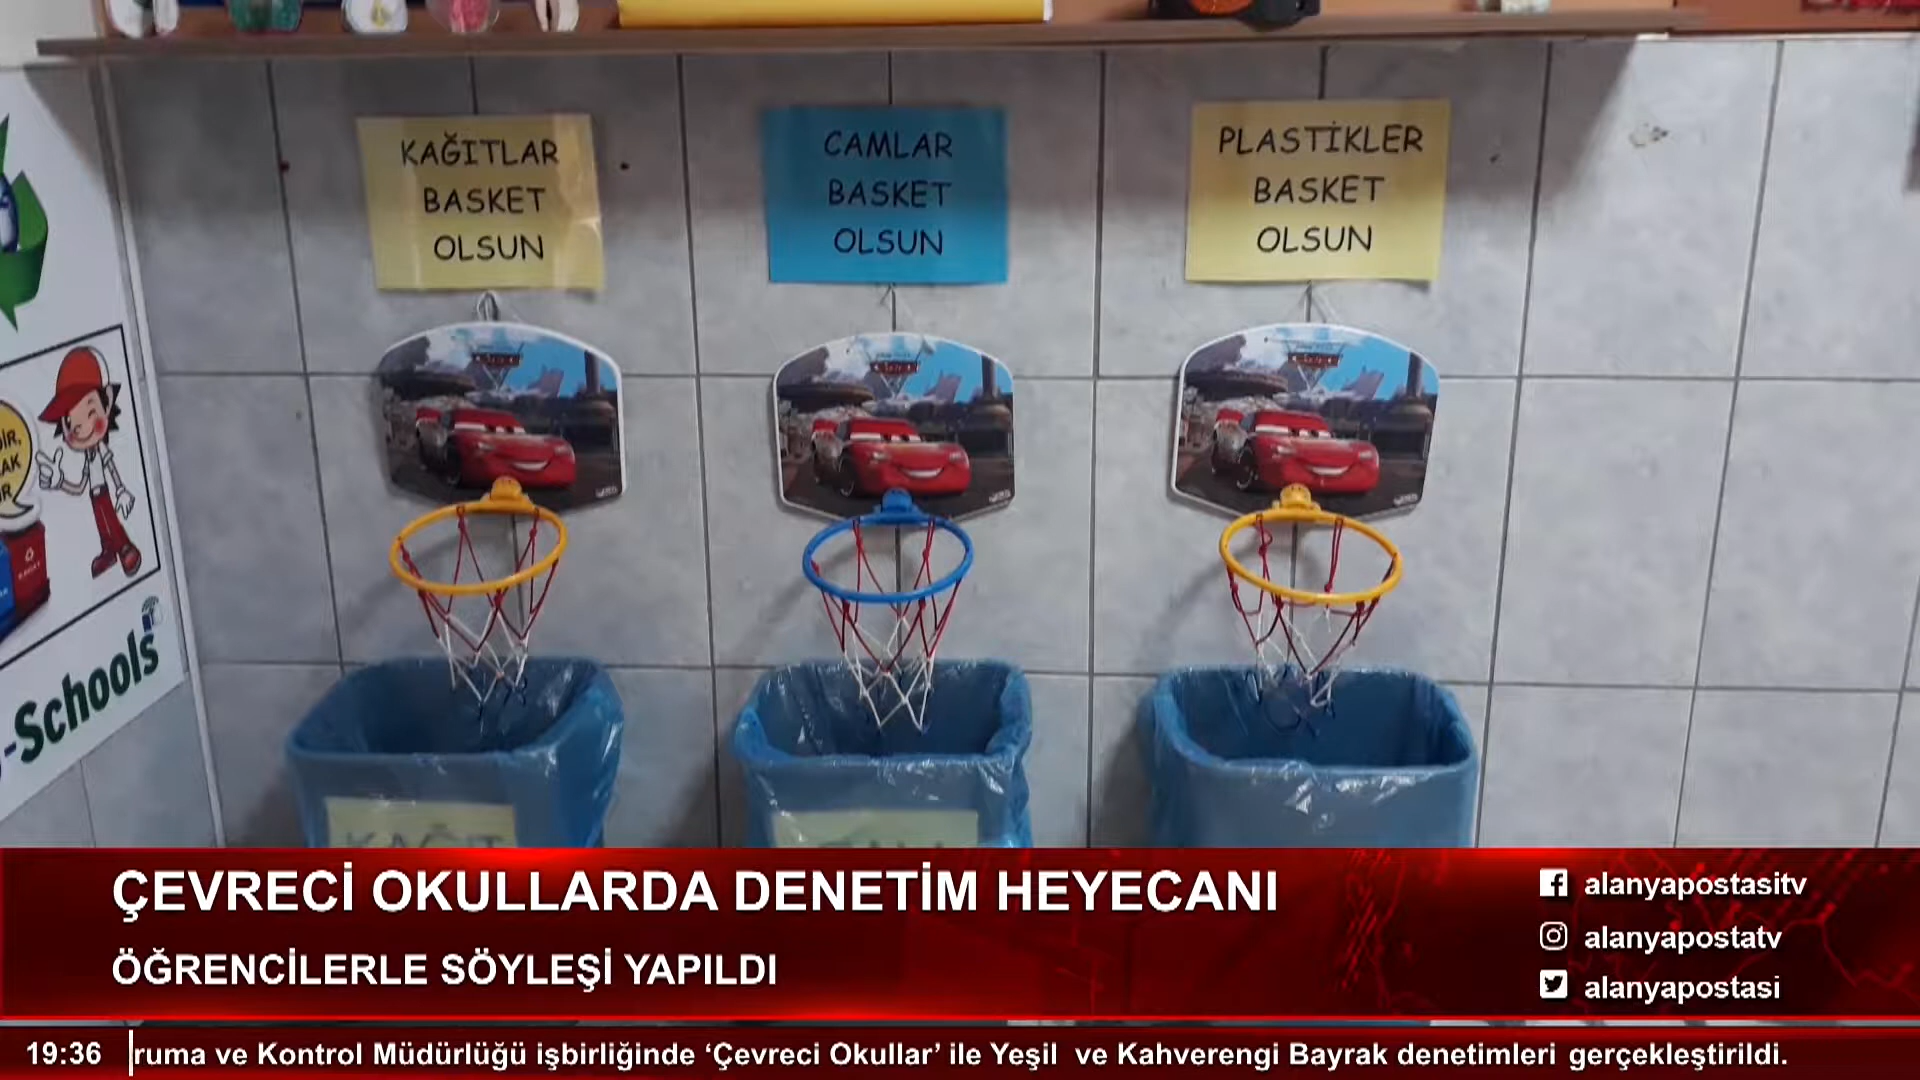 KAĞITLAR
BASKET
OLSUN
CAMLAR
BASKET
OLSUN
PLASTİKLER
BASKET
OLSUN
-Schools
KAĞIT
ÇEVRECİ OKULLARDA DENETİM HEYECANI
ÖĞRENCİLERLE SÖYLEŞİ YAPILDI
alanyapostasitv
alanyapostatv
alanyapostasi
19:36
ruma ve Kontrol Müdürlüğü işbirliğinde ‘Çevreci Okullar’ ile Yeşil ve Kahverengi Bayrak denetimleri gerçekleştirildi.